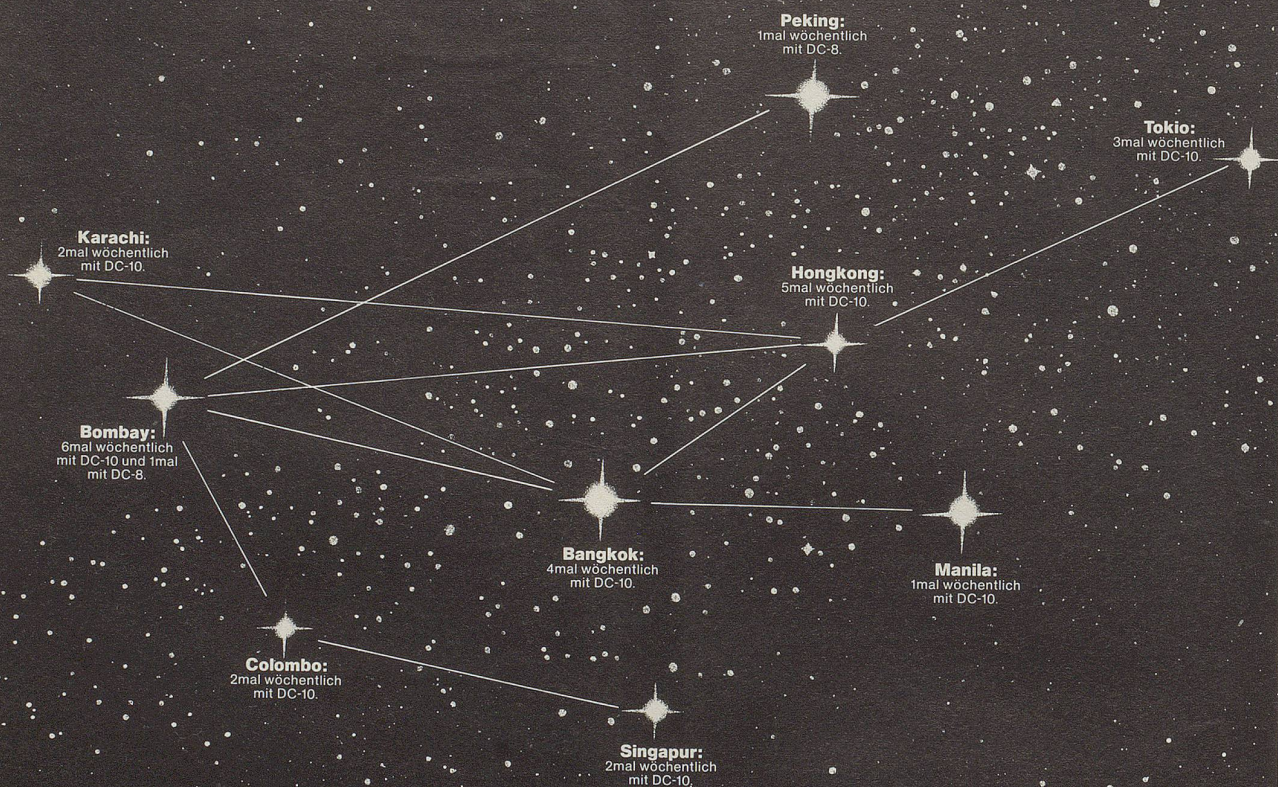 Peking:
1mal wöchentlich
mit DC-8.
Tokio:
3mal wöchentlich
mit DC-10.
Karachi:
2mal wöchentlich
mit DC-10.
Hongkong:
5mal wöchentlich
mit DC-10.
Bombay:
6mal wöchentlich
mit DC-10 und 1mal
mit DC-8.
Bangkok:
4mal wöchentlich
mit DC-10.
Manila:
1mal wöchentlich
mit DC-10.
Colombo:
2mal wöchentlich
mit DC-10.
Singapur:
2mal wöchentlich
mit DC-10.